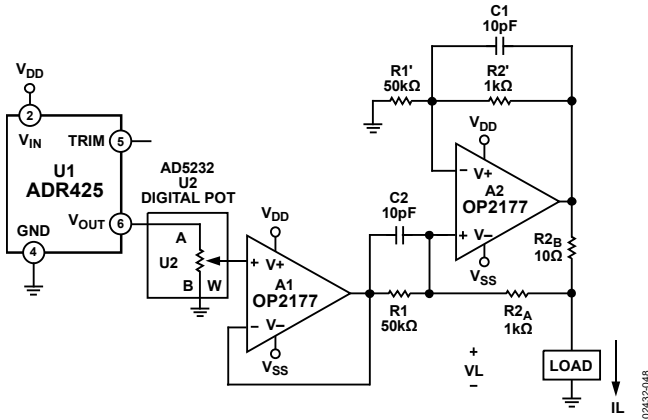 C1
10pF
R1'
50kΩ
R2'
1kΩ
VDD
2
VIN
TRIM
5
U1
ADR425
VOUT
6
GND
4
AD5232
U2
DIGITAL POT
A
U2
B
W
VDD
+
V+
A1
OP2177
−
V−
VSS
C2
10pF
R1
50kΩ
VDD
−
V+
A2
OP2177
+
V−
VSS
R2B
10Ω
R2A
1kΩ
+
VL
−
LOAD
IL
02432-048